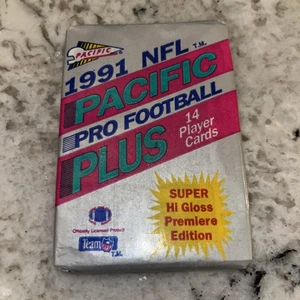 PACIFIC
1991 NFL T.M.
PACIFIC
PRO FOOTBALL
PLUS
14
Player
Cards
SUPER
Hi Gloss
Premiere
Edition
Officially Licensed Product
Team NFL
T.M.